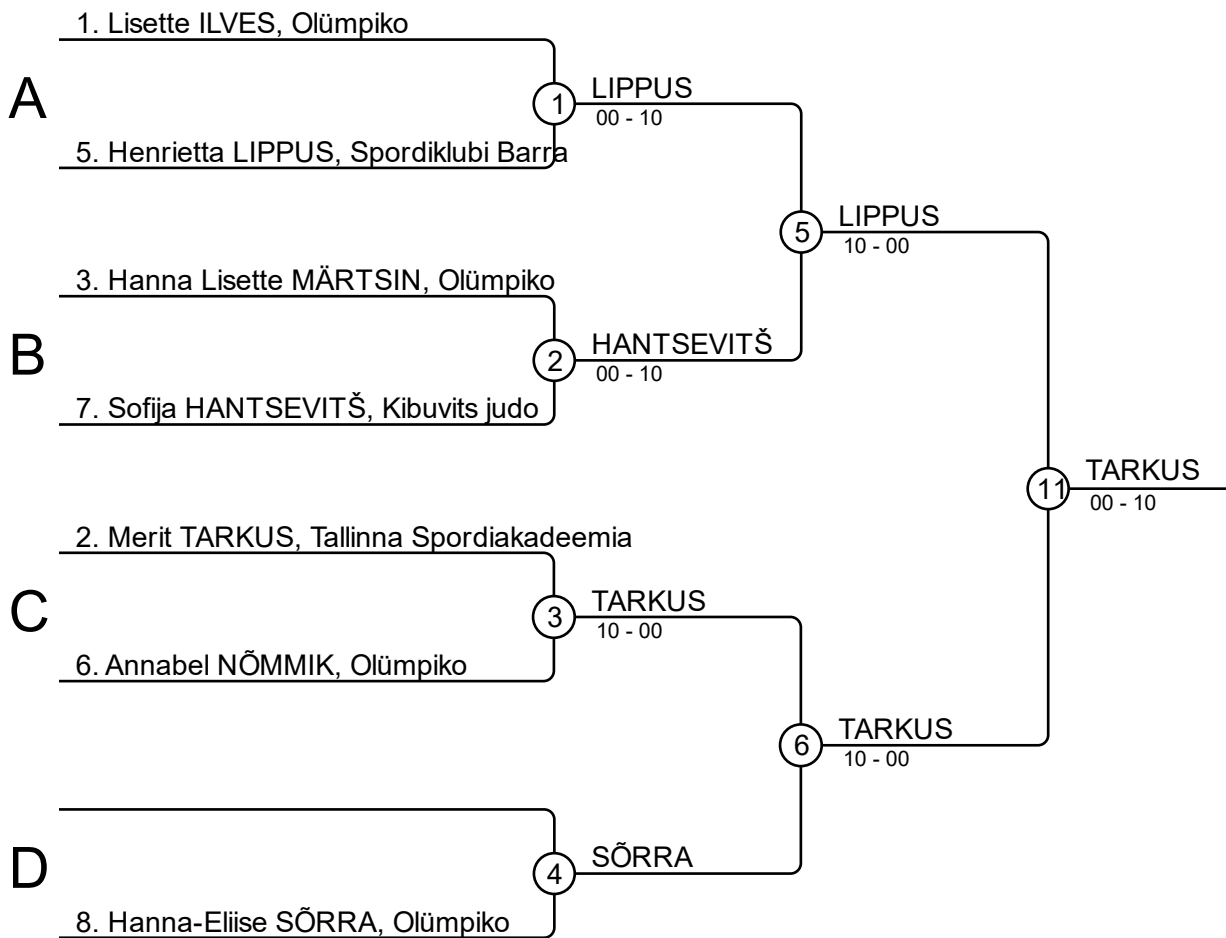 1. Lisette ILVES, Olümpiko
A
1
LIPPUS
00 - 10
5. Henrietta LIPPUS, Spordiklubi Barra
5
LIPPUS
10 - 00
3. Hanna Lisette MÄRTSIN, Olümpiko
B
2
HANTSEVITŠ
00 - 10
7. Sofija HANTSEVITŠ, Kibuvits judo
11
TARKUS
00 - 10
2. Merit TARKUS, Tallinna Spordiakadeemia
C
3
TARKUS
10 - 00
6. Annabel NÕMMIK, Olümpiko
6
TARKUS
10 - 00
D
4
SÕRRA
8. Hanna-Eliise SÕRRA, Olümpiko